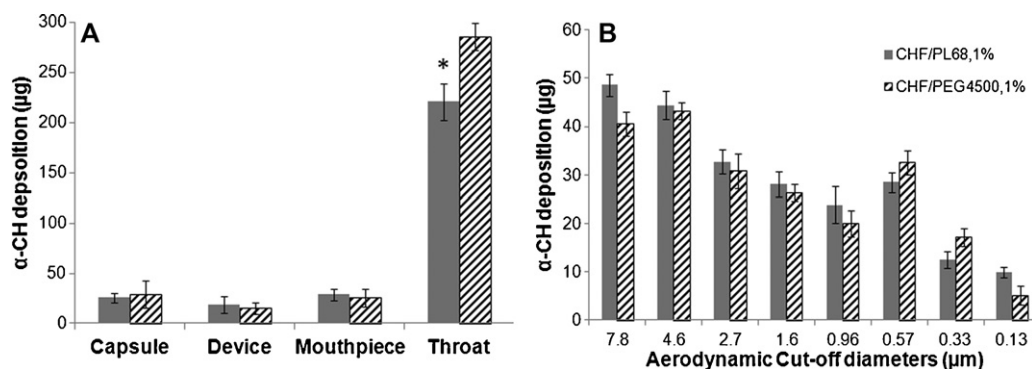 A
α-CH depsoition (µg)
300
250
200
150
100
50
0
*
Capsule
Device
Mouthpiece
Throat
B
α-CH deposition (µg)
60
50
40
30
20
10
0
CHF/PL68,1%
CHF/PEG4500,1%
7.8 4.6 2.7 1.6 0.96 0.57 0.33 0.13
Aerodynamic Cut-off diameters (µm)